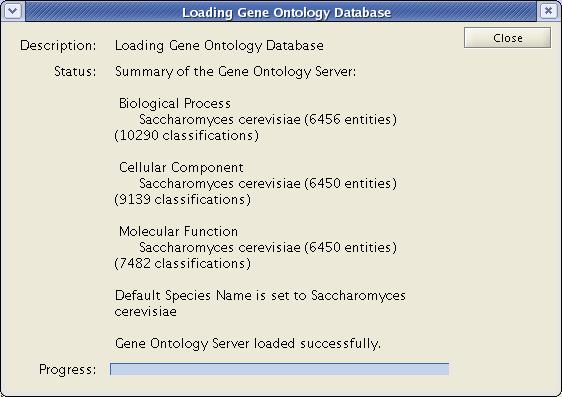 Loading Gene Ontology Database
Close
Description: Loading Gene Ontology Database
Status: Summary of the Gene Ontology Server:
Biological Process
Saccharomyces cerevisiae (6456 entities)
(10290 classifications)
Cellular Component
Saccharomyces cerevisiae (6450 entities)
(9139 classifications)
Molecular Function
Saccharomyces cerevisiae (6450 entities)
(7482 classifications)
Default Species Name is set to Saccharomyces
cerevisiae
Gene Ontology Server loaded successfully.
Progress: